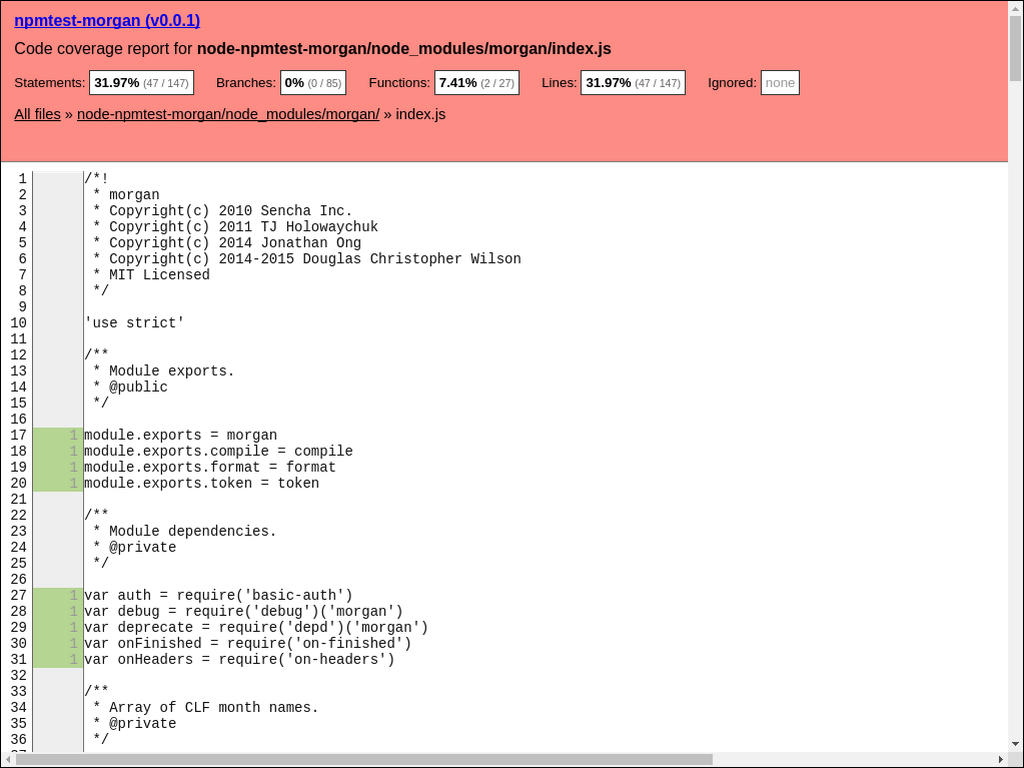 npmtest-morgan (v0.0.1)
Code coverage report for node-npmtest-morgan/node_modules/morgan/index.js
Statements: 31.97% (47 / 147) Branches: 0% (0 / 85) Functions: 7.41% (2 / 27) Lines: 31.97% (47 / 147) Ignored: none
All files » node-npmtest-morgan/node_modules/morgan/ » index.js
1 /*!
2  * morgan
3  * Copyright(c) 2010 Sencha Inc.
4  * Copyright(c) 2011 TJ Holowaychuk
5  * Copyright(c) 2014 Jonathan Ong
6  * Copyright(c) 2014-2015 Douglas Christopher Wilson
7  * MIT Licensed
8  */
9
10 'use strict'
11
12 /**
13  * Module exports.
14  * @public
15  */
16
17 1 module.exports = morgan
18 1 module.exports.compile = compile
19 1 module.exports.format = format
20 1 module.exports.token = token
21
22 /**
23  * Module dependencies.
24  * @private
25  */
26
27 1 var auth = require('basic-auth')
28 1 var debug = require('debug')('morgan')
29 1 var deprecate = require('depd')('morgan')
30 1 var onFinished = require('on-finished')
31 1 var onHeaders = require('on-headers')
32
33 /**
34  * Array of CLF month names.
35  * @private
36  */